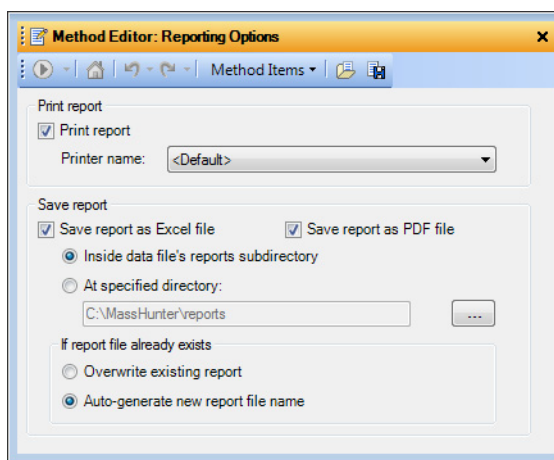 Method Editor: Reporting Options
Method Items
Print report
Print report
Printer name: <Default>
Save report
Save report as Excel file Save report as PDF file
Inside data file's reports subdirectory
At specified directory:
C:\MassHunter\reports ...
If report file already exists
Overwrite existing report
Auto-generate new report file name